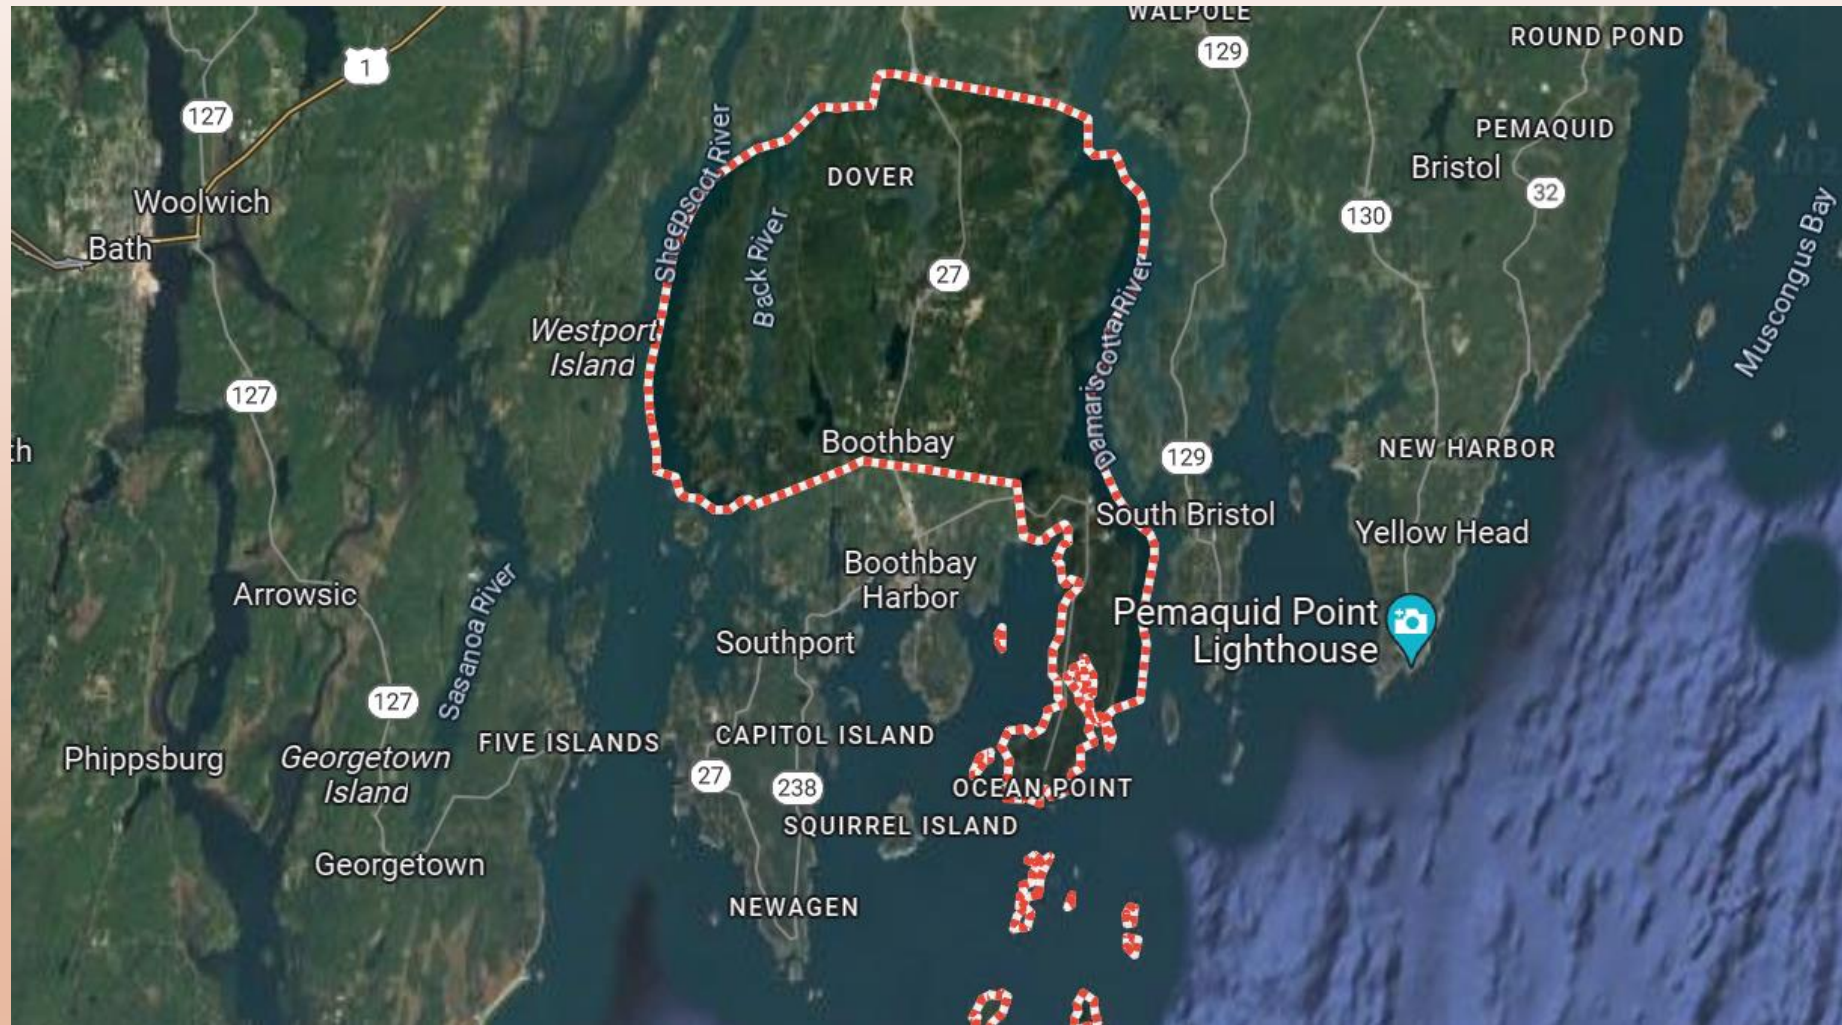 WALPOLE
129
ROUND POND
1
127
PEMAQUID
Bristol
32
Sheepscot River
DOVER
Woolwich
Bath
130
Back River
27
Muscongus Bay
Westport
Island
Damariscotta River
127
Boothbay
th
129
NEW HARBOR
South Bristol
Yellow Head
Boothbay
Harbor
Arrowsic
Sasanoa River
Pemaquid Point
Lighthouse
Southport
127
Phippsburg
Georgetown
Island
FIVE ISLANDS
CAPITOL ISLAND
27
238
OCEAN POINT
SQUIRREL ISLAND
Georgetown
NEWAGEN